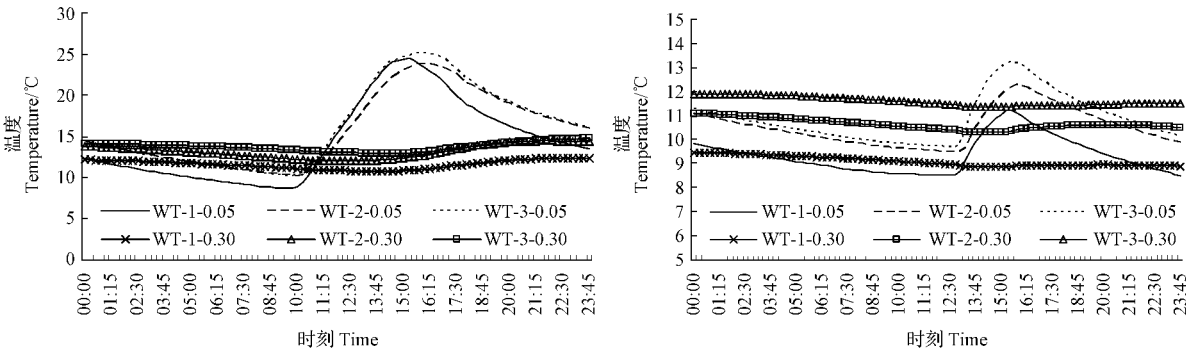 30
25
20
15
10
5
0
温度
Temperature/℃
WT-1-0.05 WT-2-0.05 WT-3-0.05
WT-1-0.30 WT-2-0.30 WT-3-0.30
00:00 01:15 02:30 03:45 05:00 06:15 07:30 08:45 10:00 11:15 12:30 13:45 15:00 16:15 17:30 18:45 20:00 21:15 22:30 23:45
时刻 Time
15
14
13
12
11
10
9
8
7
6
5
温度
Temperature/℃
WT-1-0.05 WT-2-0.05 WT-3-0.05
WT-1-0.30 WT-2-0.30 WT-3-0.30
00:00 01:15 02:30 03:45 05:00 06:15 07:30 08:45 10:00 11:15 12:30 13:45 15:00 16:15 17:30 18:45 20:00 21:15 22:30 23:45
时刻 Time